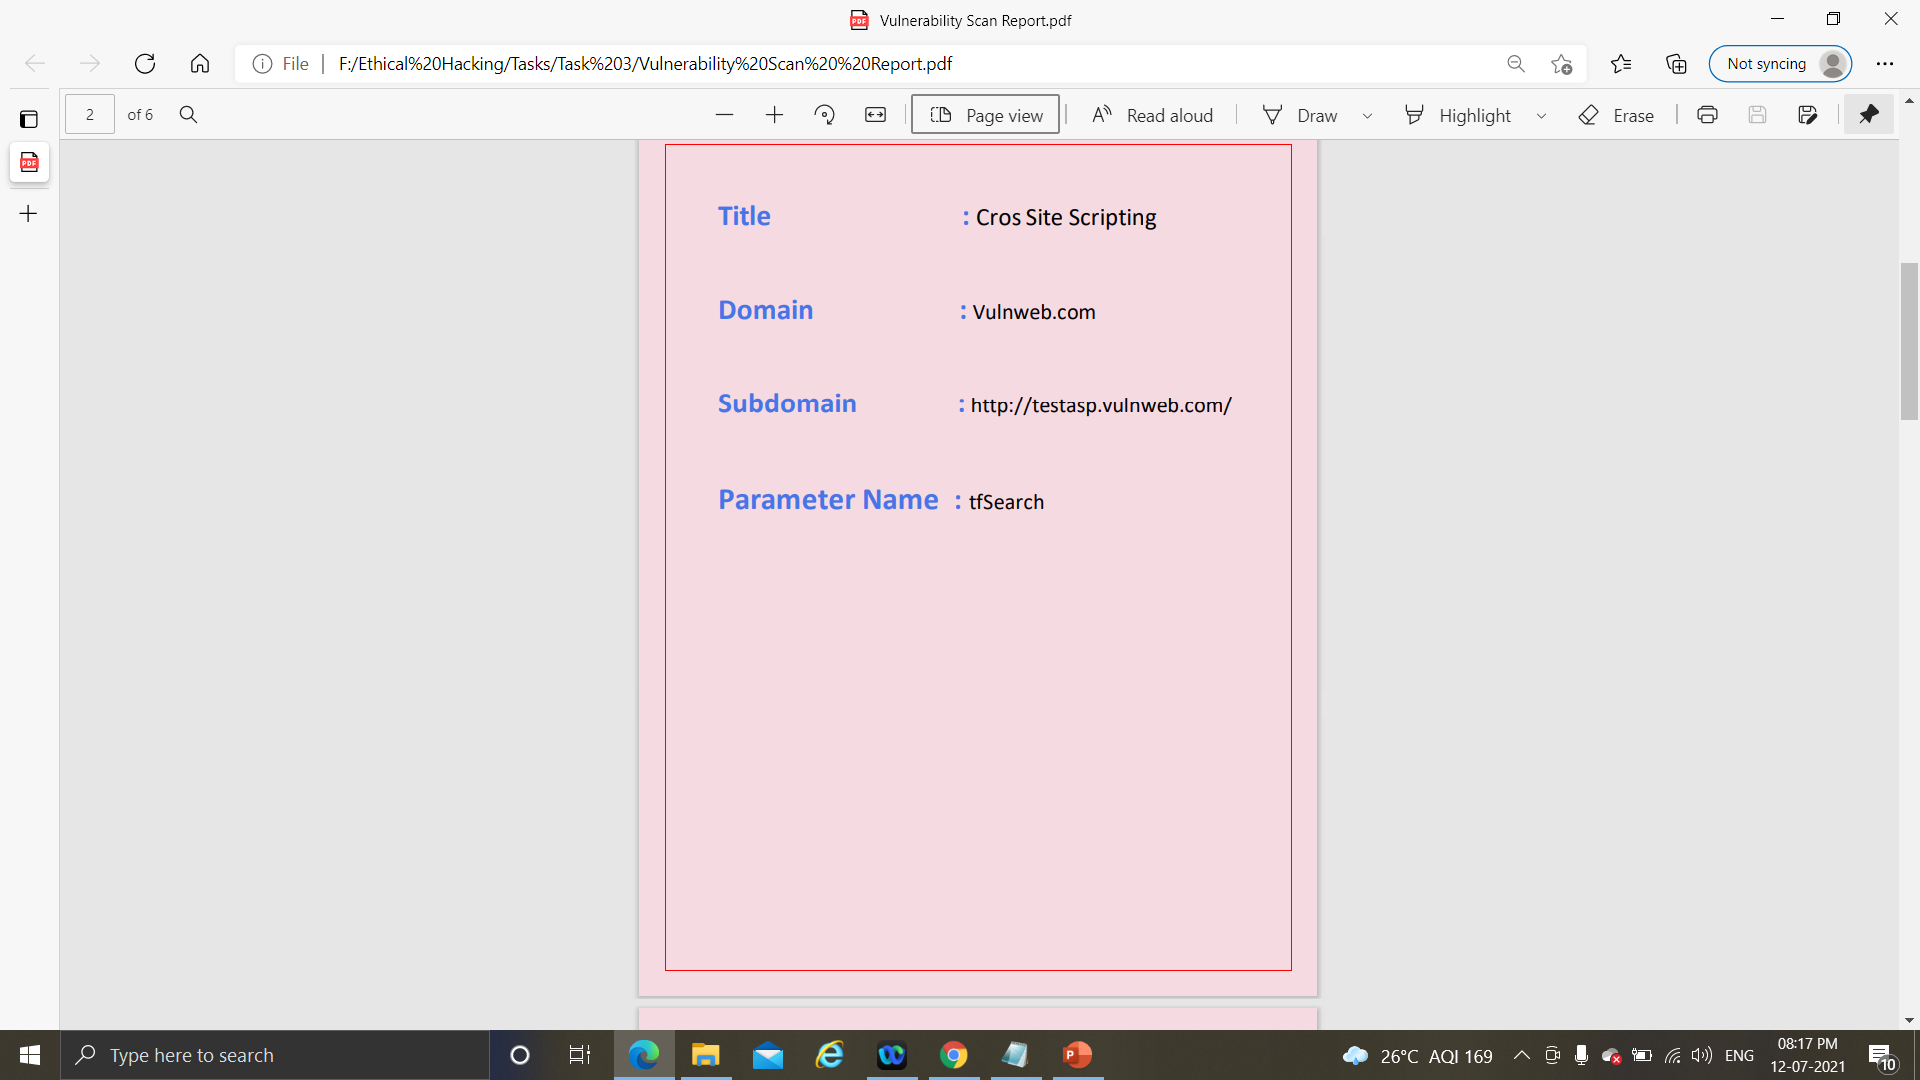 Vulnerability Scan Report.pdf
File | F:/Ethical%20Hacking/Tasks/Task%203/Vulnerability%20Scan%20%20Report.pdf
Not syncing
2 of 6
Page view
Read aloud
Draw
Highlight
Erase
Title : Cros Site Scripting
Domain : Vulnweb.com
Subdomain : http://testasp.vulnweb.com/
Parameter Name : tfSearch
Type here to search
26°C AQI 169
ENG
08:17 PM
12-07-2021
10